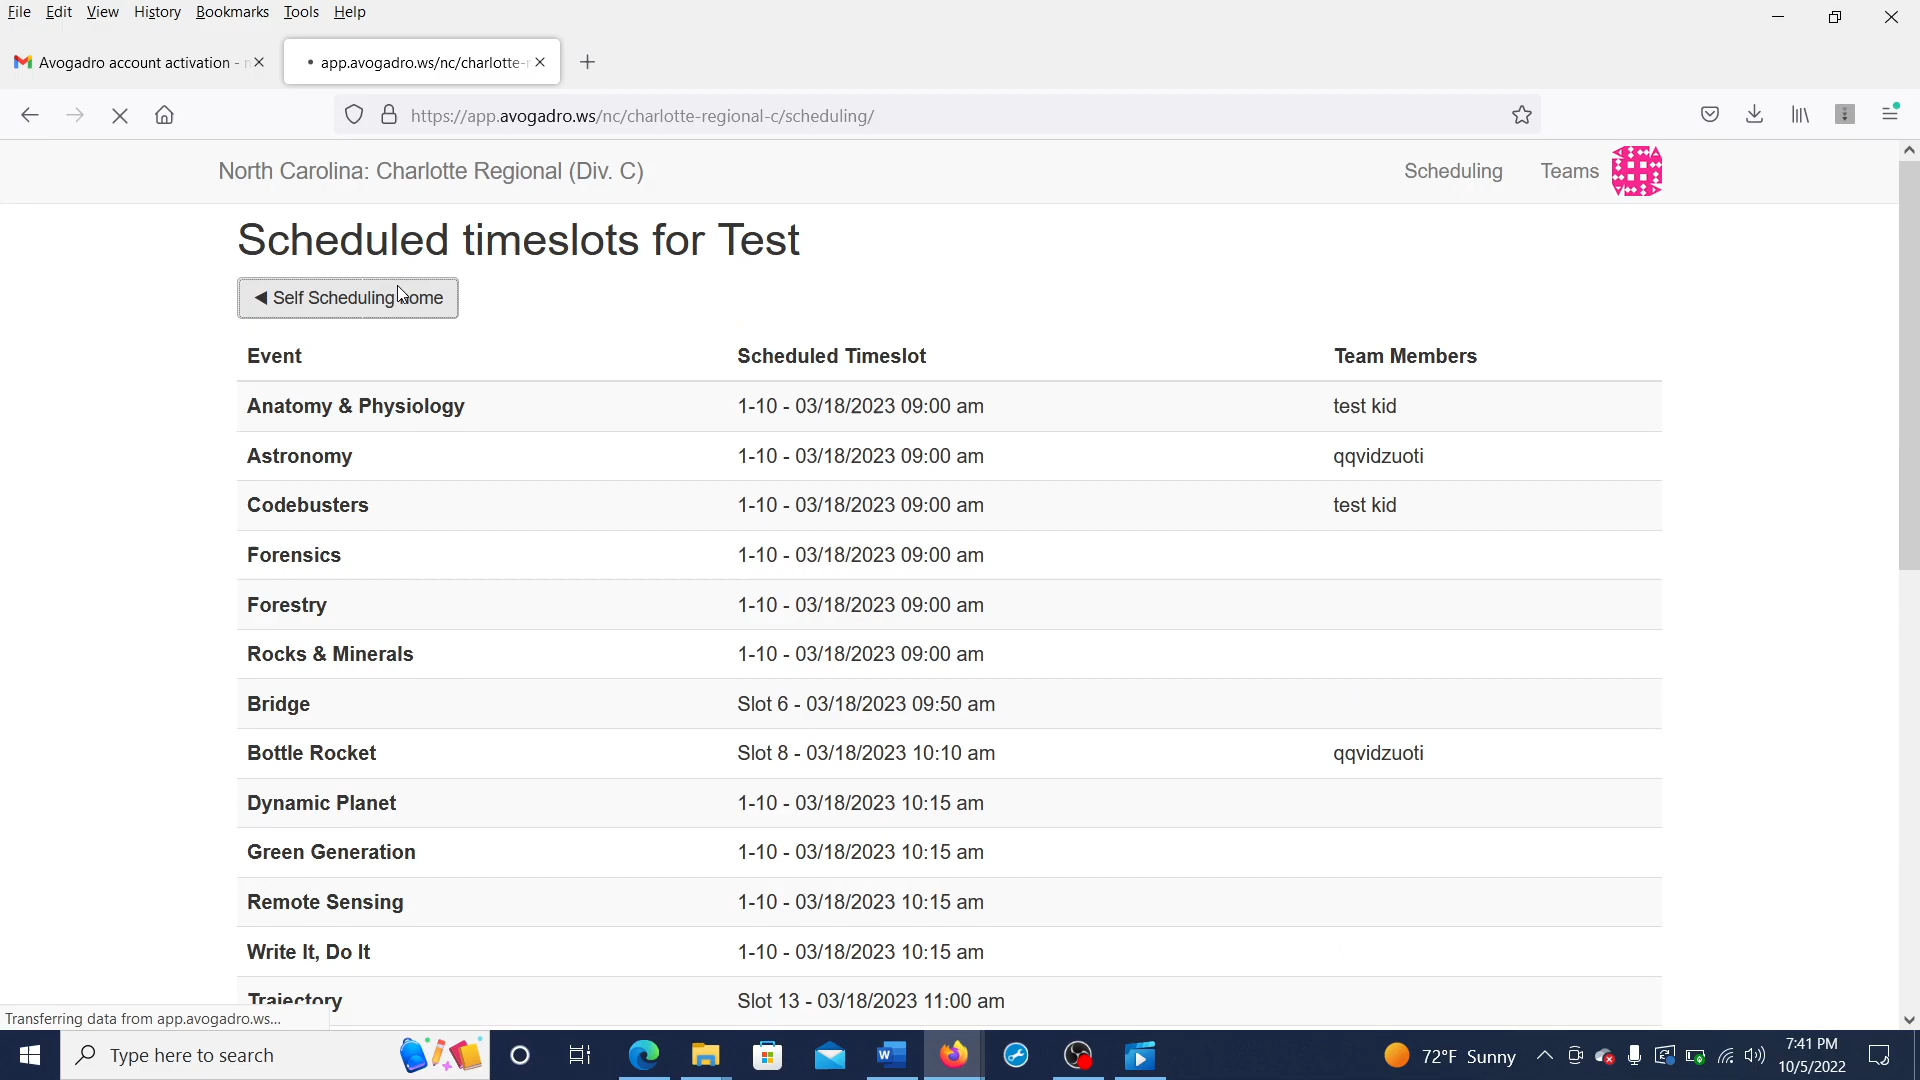 File Edit View History Bookmarks Tools Help
Avogadro account activation -
app.avogadro.ws/nc/charlotte-
https://app.avogadro.ws/nc/charlotte-regional-c/scheduling/
North Carolina: Charlotte Regional (Div. C) Scheduling Teams
Scheduled timeslots for Test
◀ Self Scheduling
Event Scheduled Timeslot Team Members
Anatomy & Physiology 1-10 - 03/18/2023 09:00 am test kid
Astronomy 1-10 - 03/18/2023 09:00 am qqvidzuoti
Codebusters 1-10 - 03/18/2023 09:00 am test kid
Forensics 1-10 - 03/18/2023 09:00 am
Forestry 1-10 - 03/18/2023 09:00 am
Rocks & Minerals 1-10 - 03/18/2023 09:00 am
Bridge Slot 6 - 03/18/2023 09:50 am
Bottle Rocket Slot 8 - 03/18/2023 10:10 am qqvidzuoti
Dynamic Planet 1-10 - 03/18/2023 10:15 am
Green Generation 1-10 - 03/18/2023 10:15 am
Remote Sensing 1-10 - 03/18/2023 10:15 am
Write It, Do It 1-10 - 03/18/2023 10:15 am
Trajectory Slot 13 - 03/18/2023 11:00 am
Transferring data from app.avogadro.ws...
Type here to search
72°F Sunny
7:41 PM
10/5/2022